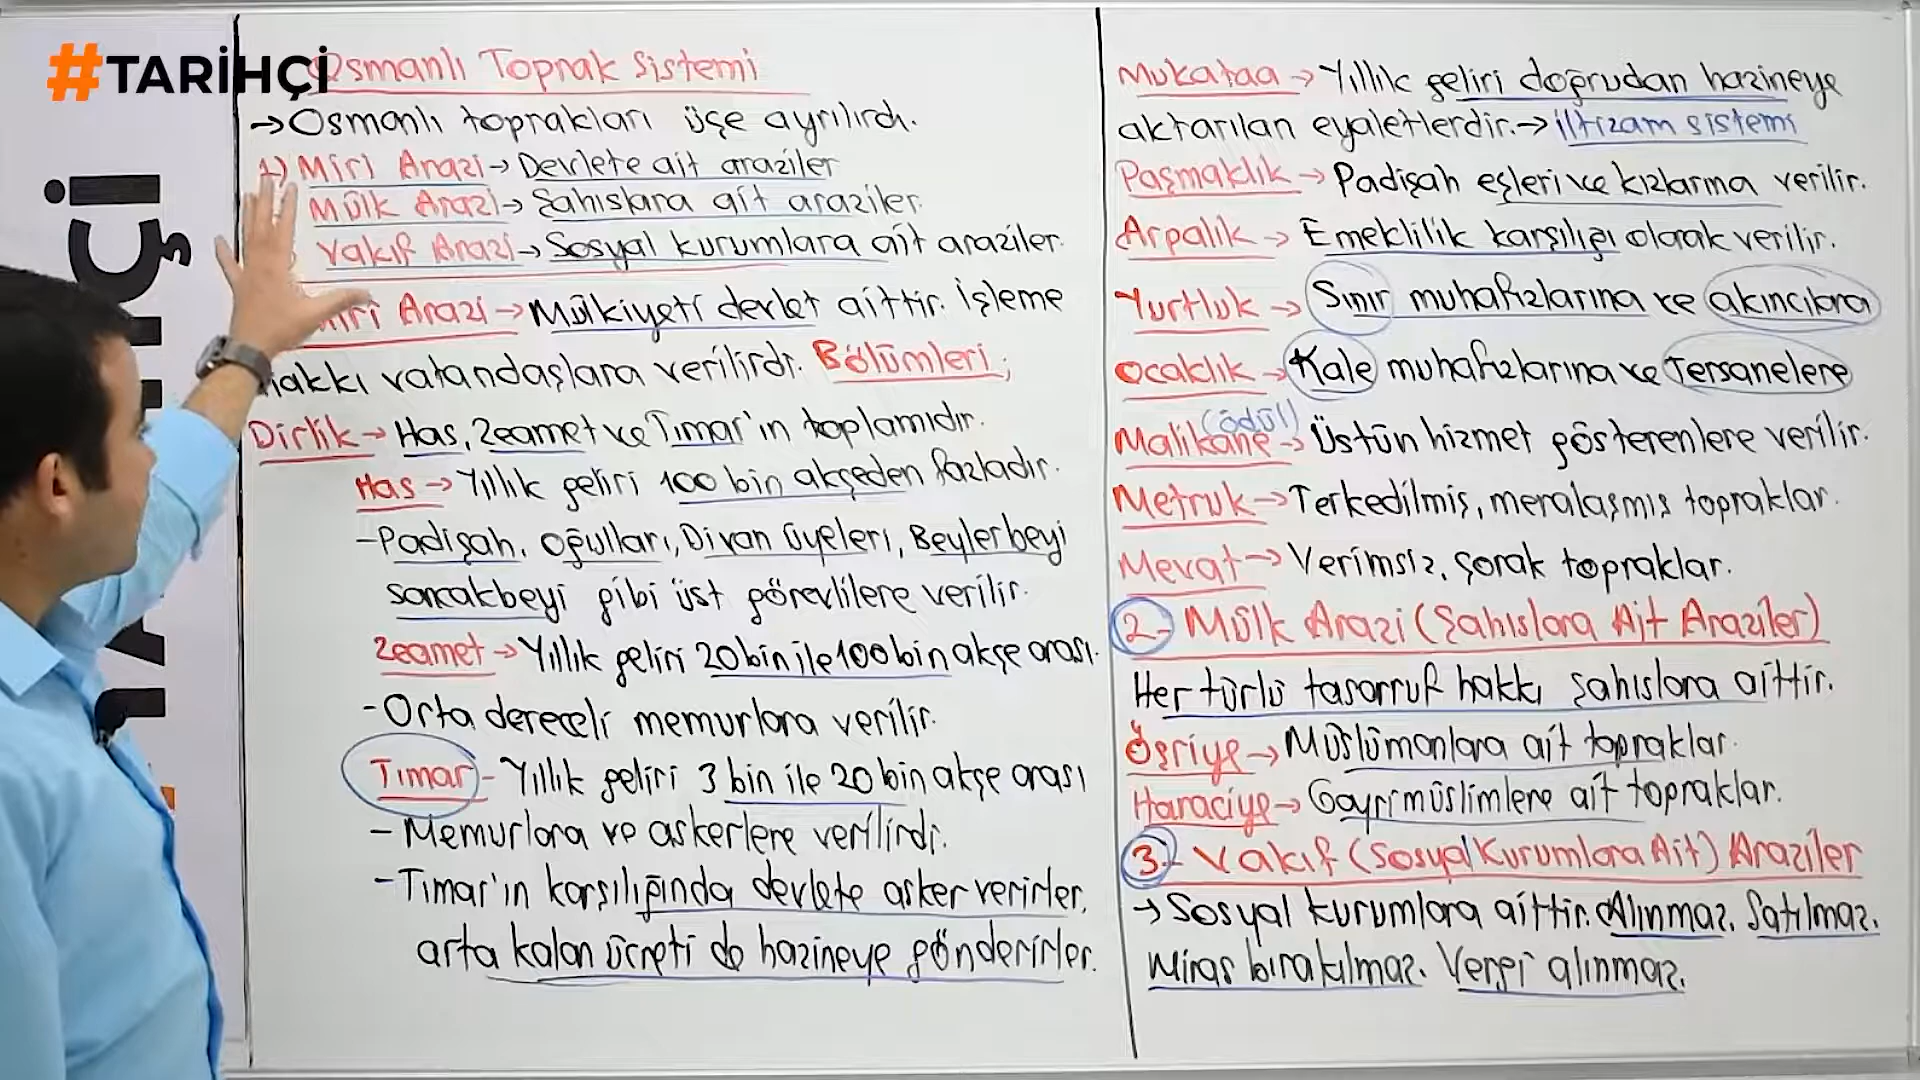 #TARİHÇİ
TARİHÇİ
Osmanlı Toprak Sistemi
→Osmanlı toprakları üçe ayrılırdı.
1) Miri Arazi→Devlete ait araziler
Mülk Arazi→Şahıslara ait araziler.
Vakıf Arazi→Sosyal kurumlara ait araziler.
Miri Arazi→Mülkiyeti devlet aittir. İşleme
hakkı vatandaşlara verilirdi. Bölümleri;
Dirlik→Has, Zeamet ve Tımar'ın toplamıdır.
Has→Yıllık geliri 100 bin akçeden fazladır.
-Padişah, oğulları, Divan üyeleri, Beylerbeyi
sancakbeyi gibi üst görevlilere verilir.
Zeamet→Yıllık geliri 20 bin ile 100 bin akçe arası.
-Orta dereceli memurlara verilir.
Tımar-Yıllık geliri 3 bin ile 20 bin akçe arası
-Memurlara ve askerlere verilirdi.
-Tımar'ın karşılığında devlete asker verirler,
arta kalan ücreti de hazineye gönderirler.
Mukataa→Yıllık geliri doğrudan hazineye
aktarılan eyaletlerdir.→iltizam sistemi
Paşmaklık→Padişah eşleri ve kızlarına verilir.
Arpalık→Emeklilik karşılığı olarak verilir.
Yurtluk→Sınır muhafızlarına ve akıncılara
Ocaklık→Kale muhafızlarına ve Tersanelere
(ödül)
Malikane→Üstün hizmet gösterenlere verilir.
Metruk→Terkedilmiş, meralaşmış topraklar.
Mevat→Verimsiz, çorak topraklar.
2- Mülk Arazi (Şahıslara Ait Araziler)
Her türlü tasarruf hakkı şahıslara aittir.
Öşriye→Müslümanlara ait topraklar.
Haraciye→Gayrimüslimlere ait topraklar.
3- Vakıf (Sosyal Kurumlara Ait) Araziler
→Sosyal kurumlara aittir. Alınmaz. Satılmaz.
Miras bırakılmaz. Vergi alınmaz.